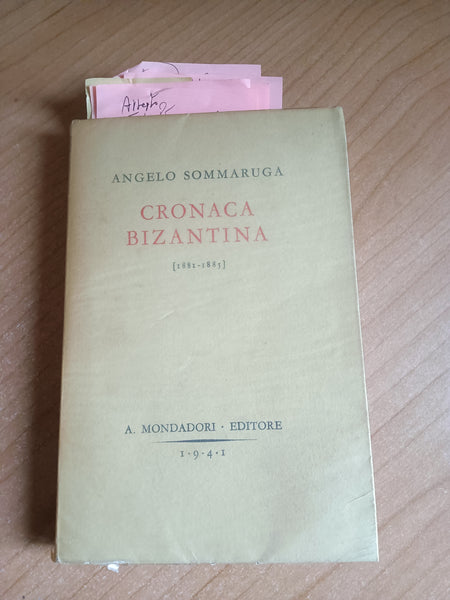 ANGELO SOMMARUGA
CRONACA
BIZANTINA
[1881-1885]
A. MONDADORI · EDITORE
1·9·4·1